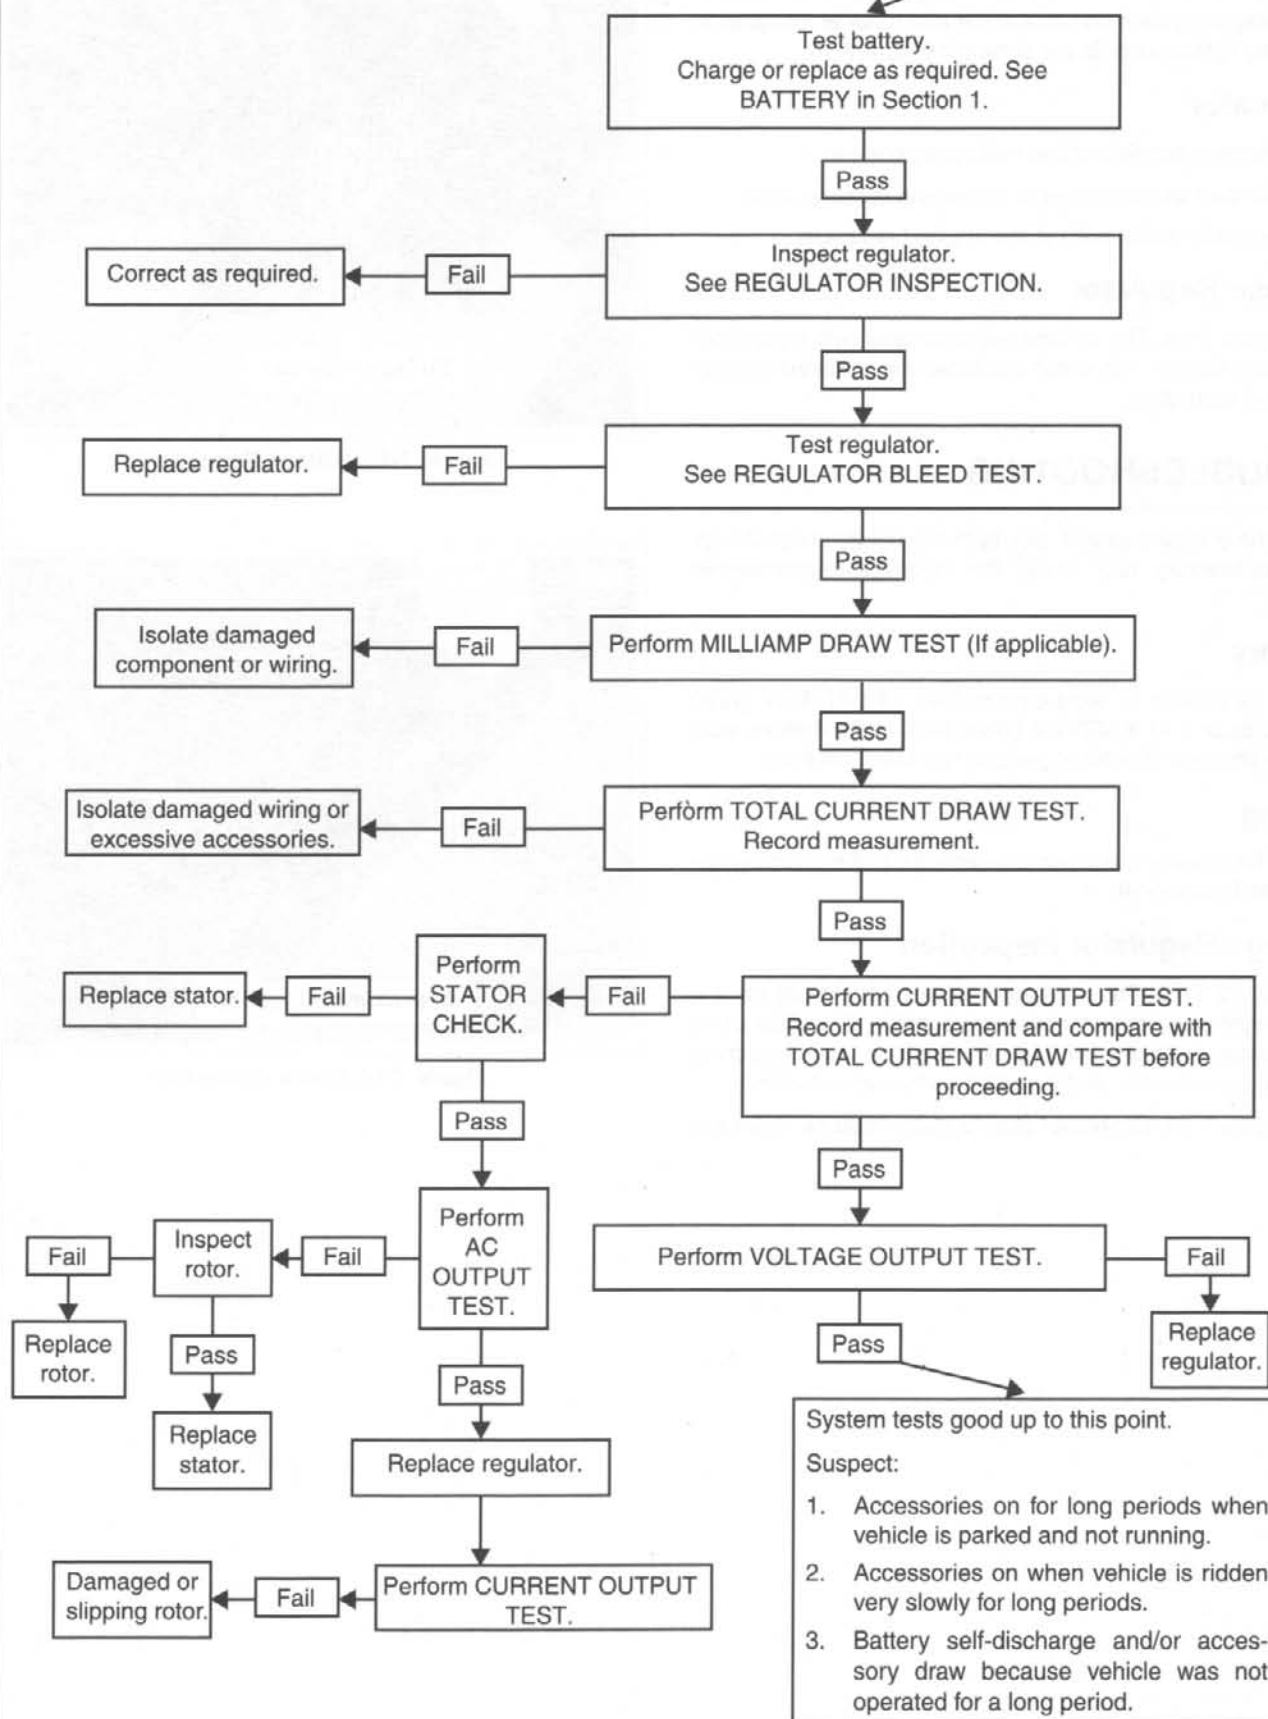 Test battery.
Charge or replace as required. See
BATTERY in Section 1.
Pass
Inspect regulator.
See REGULATOR INSPECTION.
Fail
Correct as required.
Pass
Test regulator.
See REGULATOR BLEED TEST.
Fail
Replace regulator.
Pass
Perform MILLIAMP DRAW TEST (If applicable).
Fail
Isolate damaged
component or wiring.
Pass
Perform TOTAL CURRENT DRAW TEST.
Record measurement.
Fail
Isolate damaged wiring or
excessive accessories.
Pass
Perform CURRENT OUTPUT TEST.
Record measurement and compare with
TOTAL CURRENT DRAW TEST before
proceeding.
Fail
Perform
STATOR
CHECK.
Fail
Replace stator.
Pass
Perform
AC
OUTPUT
TEST.
Fail
Inspect
rotor.
Fail
Replace
rotor.
Pass
Replace
stator.
Pass
Replace regulator.
Perform CURRENT OUTPUT
TEST.
Fail
Damaged or
slipping rotor.
Pass
Perform VOLTAGE OUTPUT TEST.
Fail
Replace
regulator.
Pass
System tests good up to this point.
Suspect:
1. Accessories on for long periods when
vehicle is parked and not running.
2. Accessories on when vehicle is ridden
very slowly for long periods.
3. Battery self-discharge and/or acces-
sory draw because vehicle was not
operated for a long period.